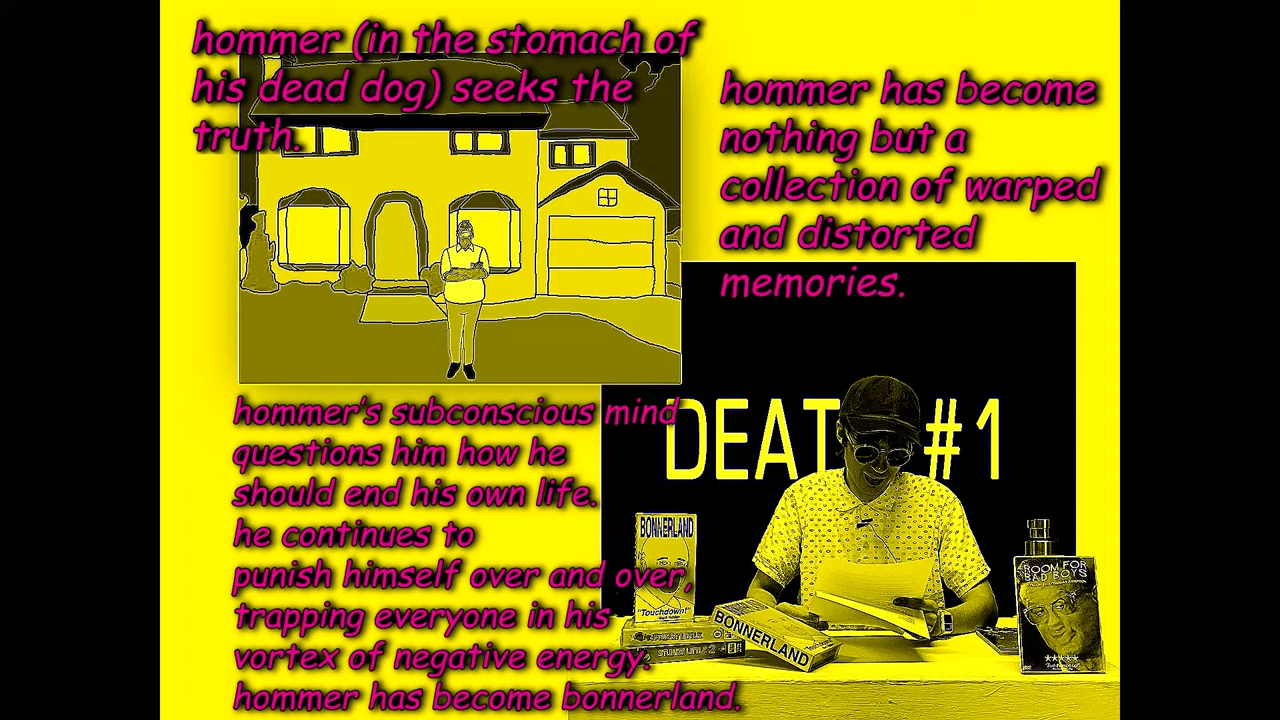 hommer (in the stomach of
his dead dog) seeks the
truth.
hommer has become
nothing but a
collection of warped
and distorted
memories.
hommer's subconscious mind
questions him how he
should end his own life.
he continues to
punish himself over and over,
trapping everyone in his
vortex of negative energy.
hommer has become bonnerland.
DEAT #1
BONNERLAND
"Touchdown!"
STUART LITTLE 2
BONNERLAND
ROOM FOR
BAD BOYS